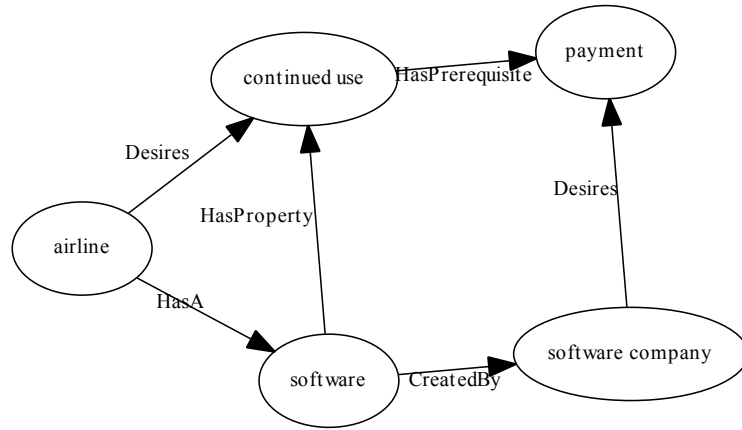 payment
continued use
HasPrerequisite
Desires
Desires
HasProperty
airline
HasA
software company
software
CreatedBy